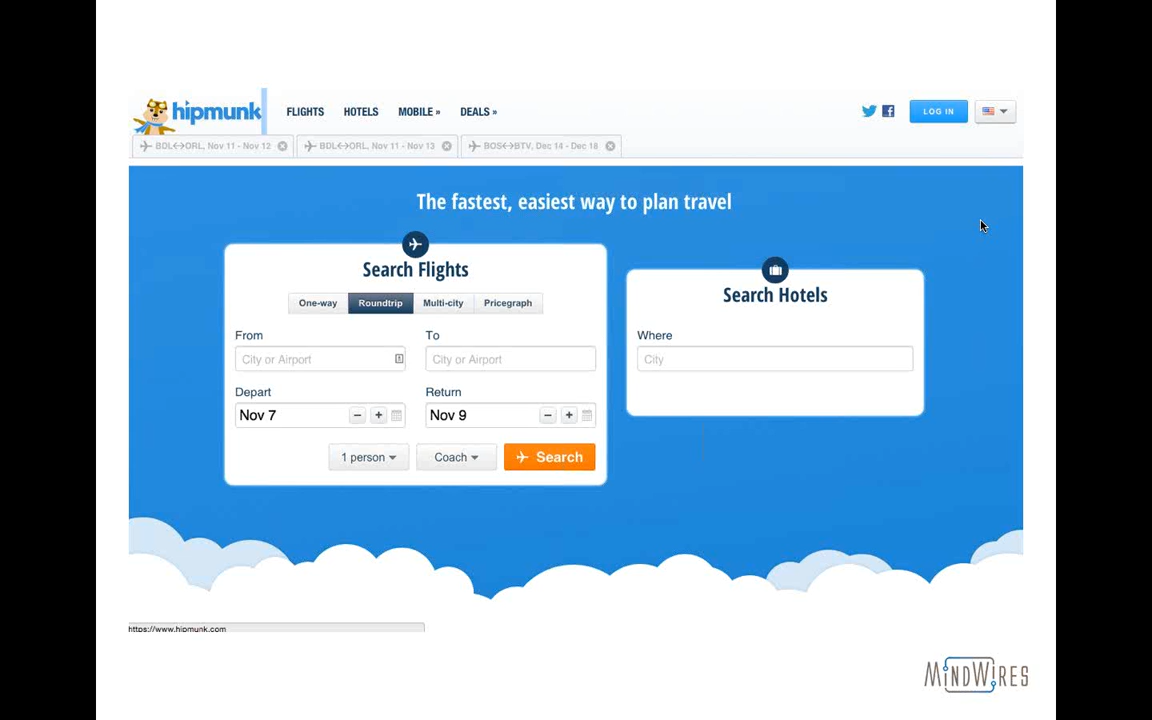 hipmunk FLIGHTS HOTELS MOBILE » DEALS » LOG IN
BDL<->ORL, Nov 11 - Nov 12 BDL<->ORL, Nov 11 - Nov 13 BOS<->BTV, Dec 14 - Dec 18
The fastest, easiest way to plan travel
Search Flights
One-way Roundtrip Multi-city Pricegraph
From To
City or Airport City or Airport
Depart Return
Nov 7 − + Nov 9 − +
1 person Coach Search
Search Hotels
Where
City
https://www.hipmunk.com
MINDWIRES